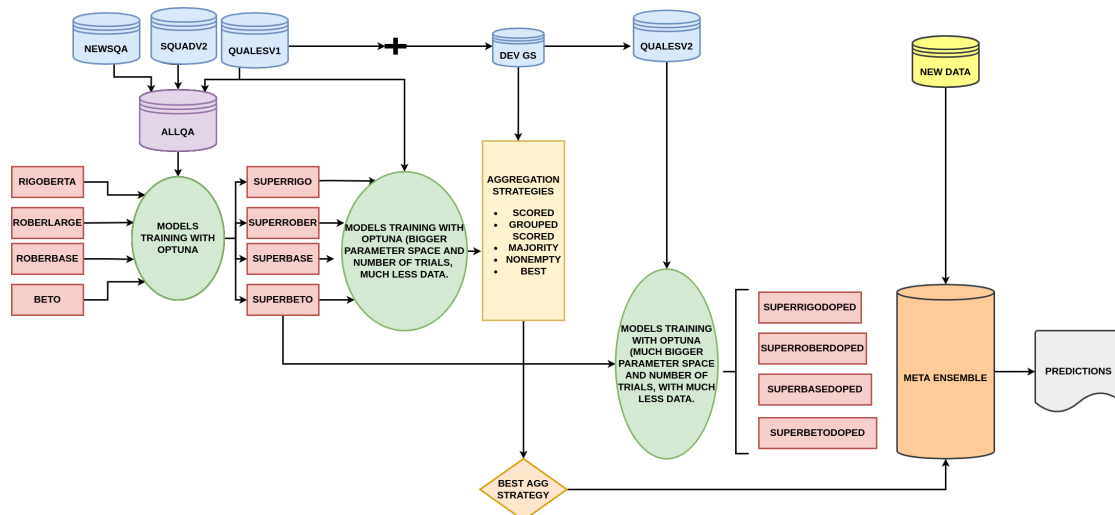 NEWSQA
SQUADV2
QUALESV1
DEV GS
QUALESV2
NEW DATA
ALLQA
RIGOBERTA
ROBERLARGE
ROBERBASE
BETO
MODELS
TRAINING WITH
OPTUNA
SUPERRIGO
SUPERROBER
SUPERBASE
SUPERBETO
MODELS TRAINING WITH
OPTUNA (BIGGER
PARAMETER SPACE AND
NUMBER OF TRIALS,
MUCH LESS DATA.
AGGREGATION
STRATEGIES
• SCORED
• GROUPED
SCORED
• MAJORITY
• NONEMPTY
• BEST
MODELS TRAINING
WITH OPTUNA
(MUCH BIGGER
PARAMETER SPACE
AND NUMBER OF
TRIALS, WITH MUCH
LESS DATA.
SUPERRIGODOPED
SUPERROBERDOPED
SUPERBASEDOPED
SUPERBETODOPED
META ENSEMBLE
PREDICTIONS
BEST AGG
STRATEGY